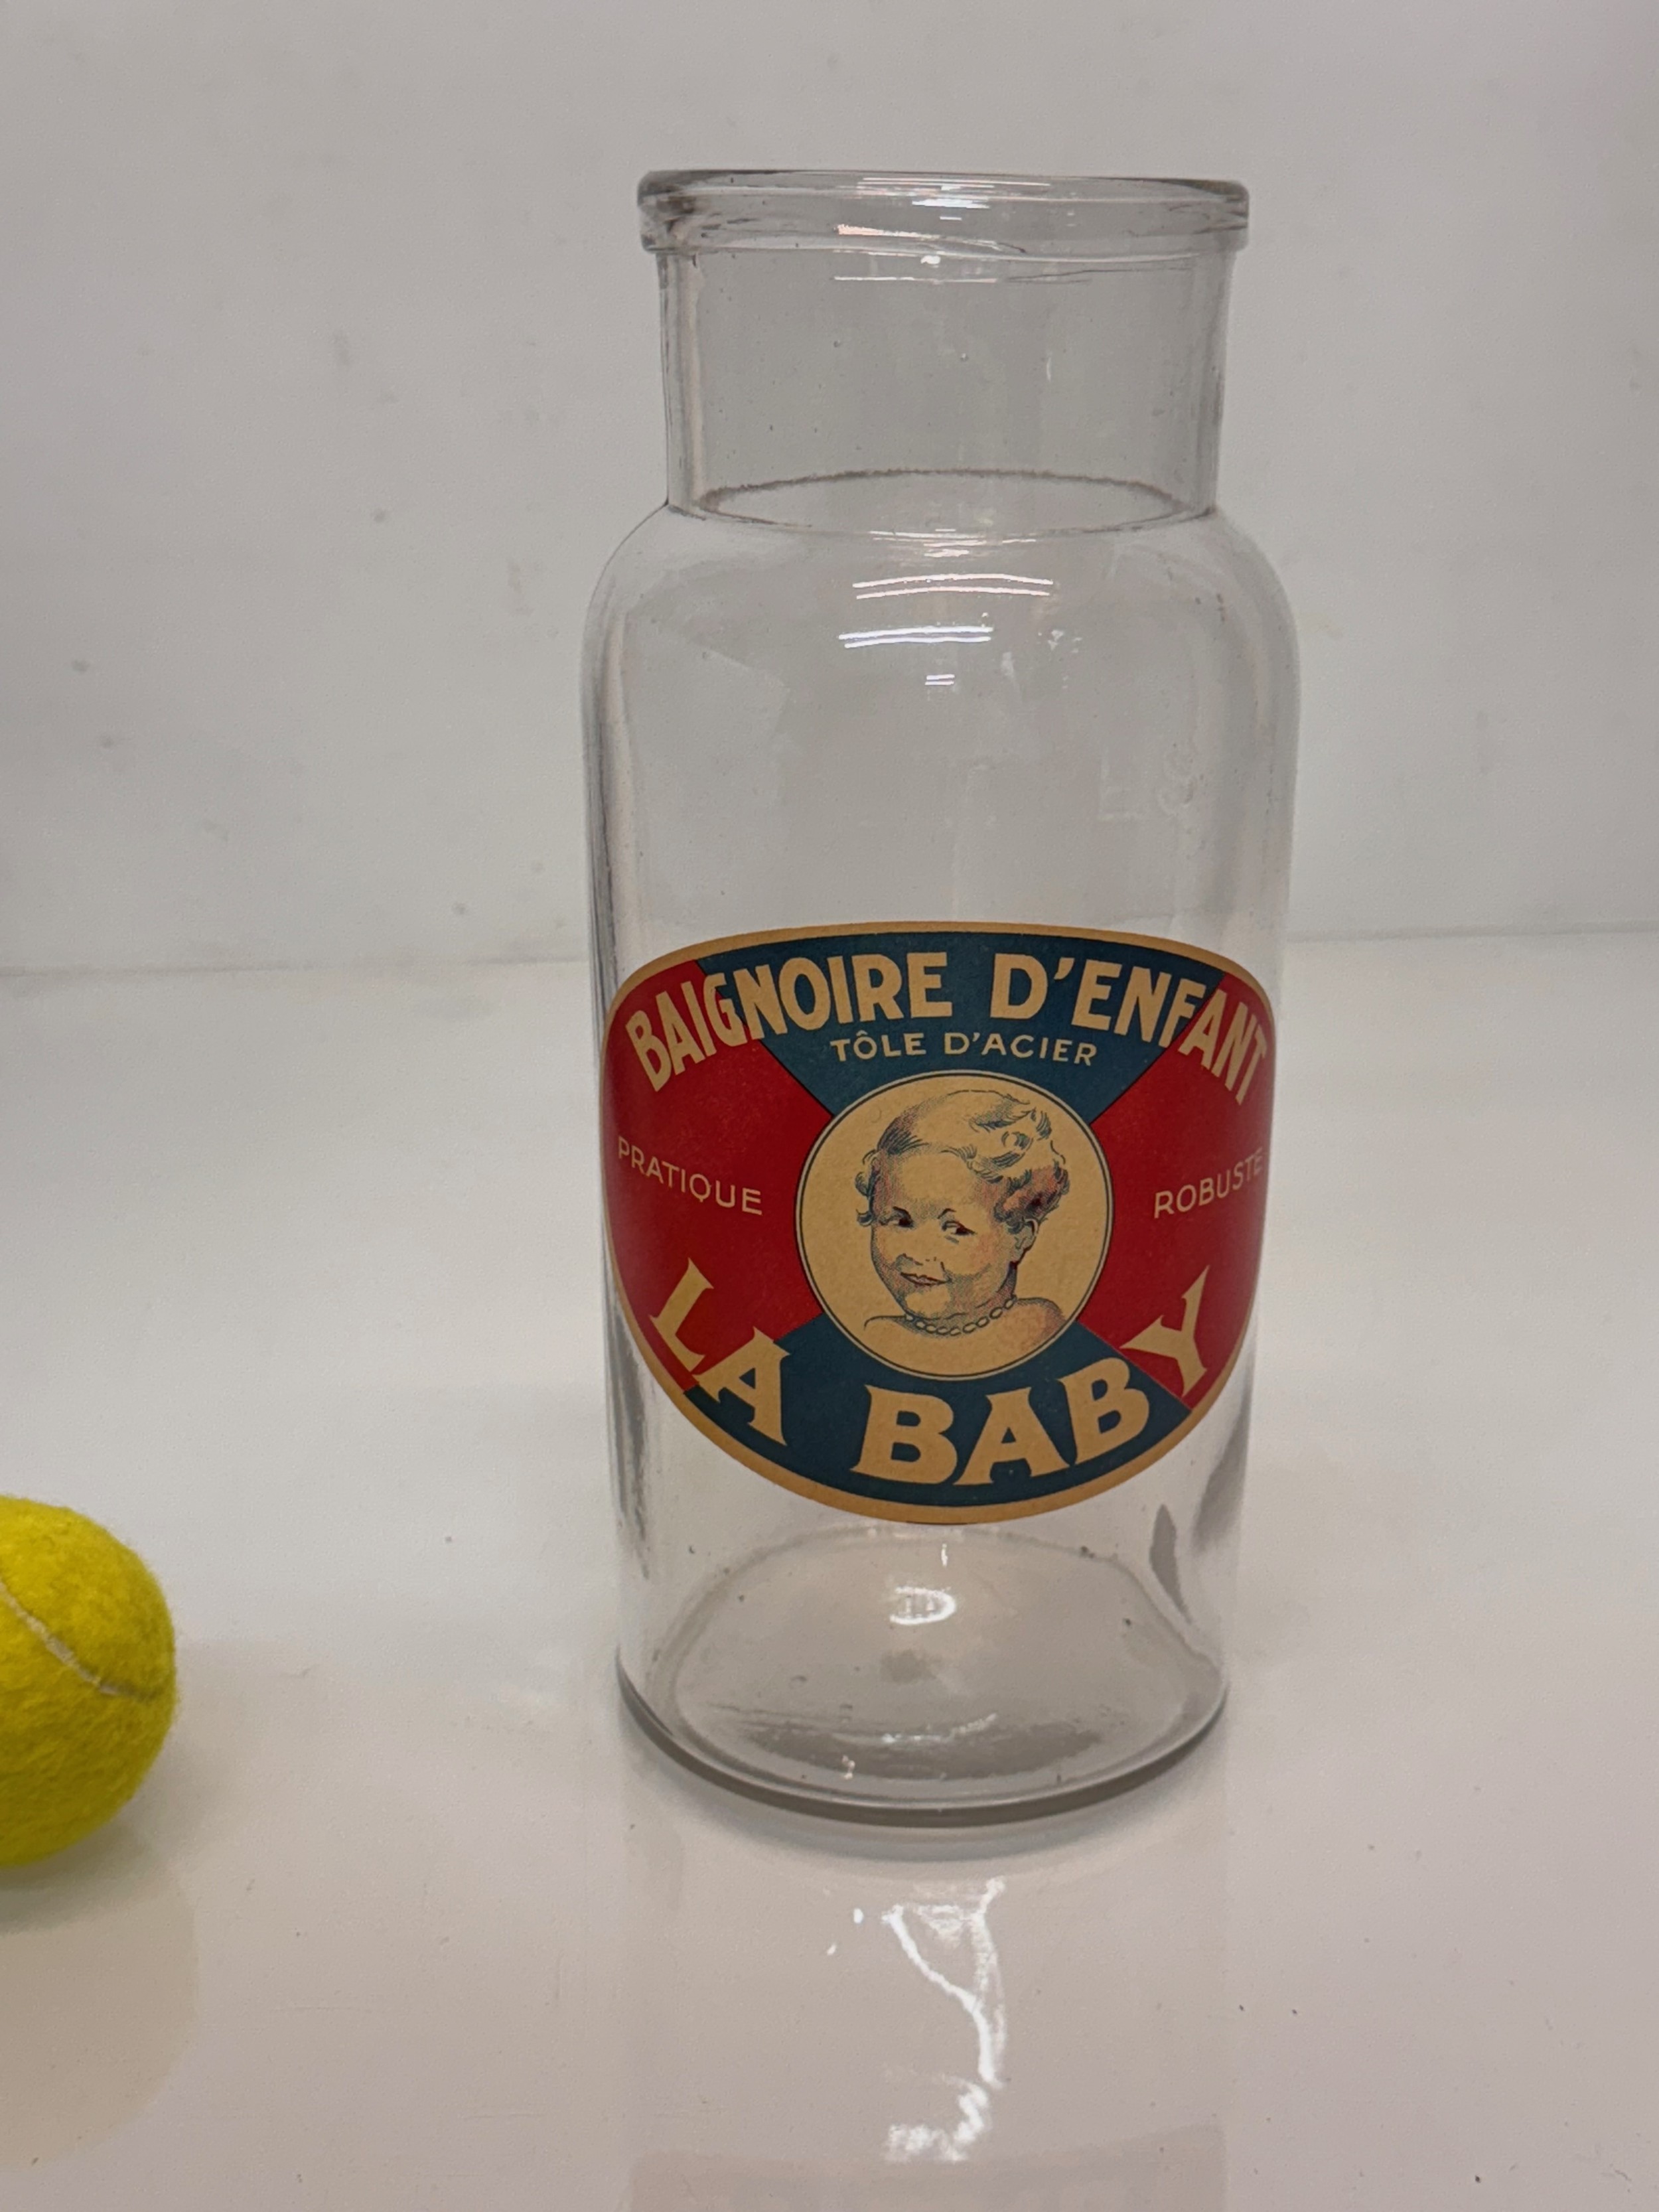 BAIGNOIRE D'ENFANT
TÔLE D'ACIER
PRATIQUE
ROBUSTE
LA BABY